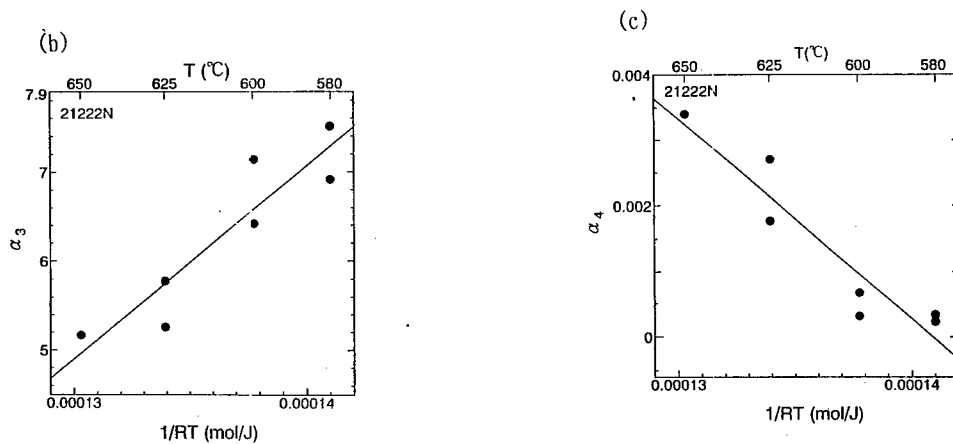 (b)
T (℃)
650 625 600 580
7.9
21222N
7
6
5
α3
0.00013 0.00014
1/RT (mol/J)
(c)
T(℃)
650 625 600 580
0.004
21222N
0.002
0
α4
0.00013 0.00014
1/RT (mol/J)